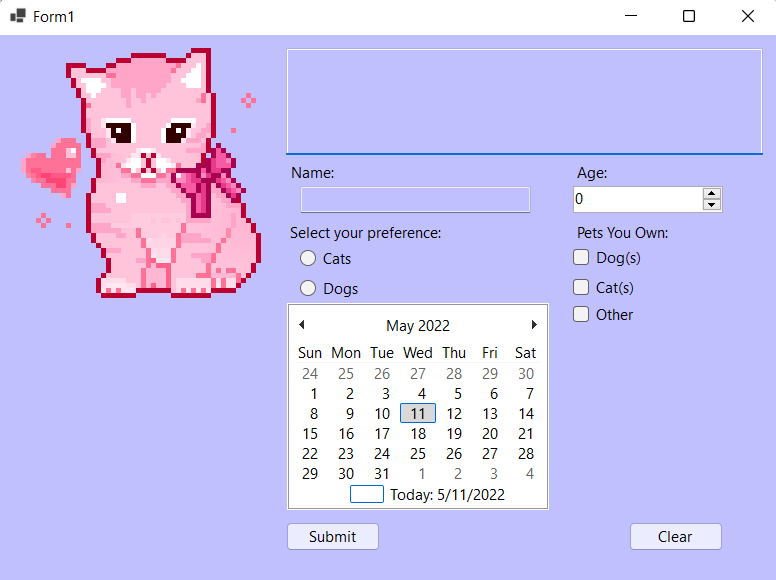 Form1
Name:
Age:
0
Select your preference:
Pets You Own:
Cats
Dog(s)
Dogs
Cat(s)
Other
May 2022
Sun Mon Tue Wed Thu Fri Sat
24 25 26 27 28 29 30
1 2 3 4 5 6 7
8 9 10 11 12 13 14
15 16 17 18 19 20 21
22 23 24 25 26 27 28
29 30 31 1 2 3 4
Today: 5/11/2022
Submit
Clear